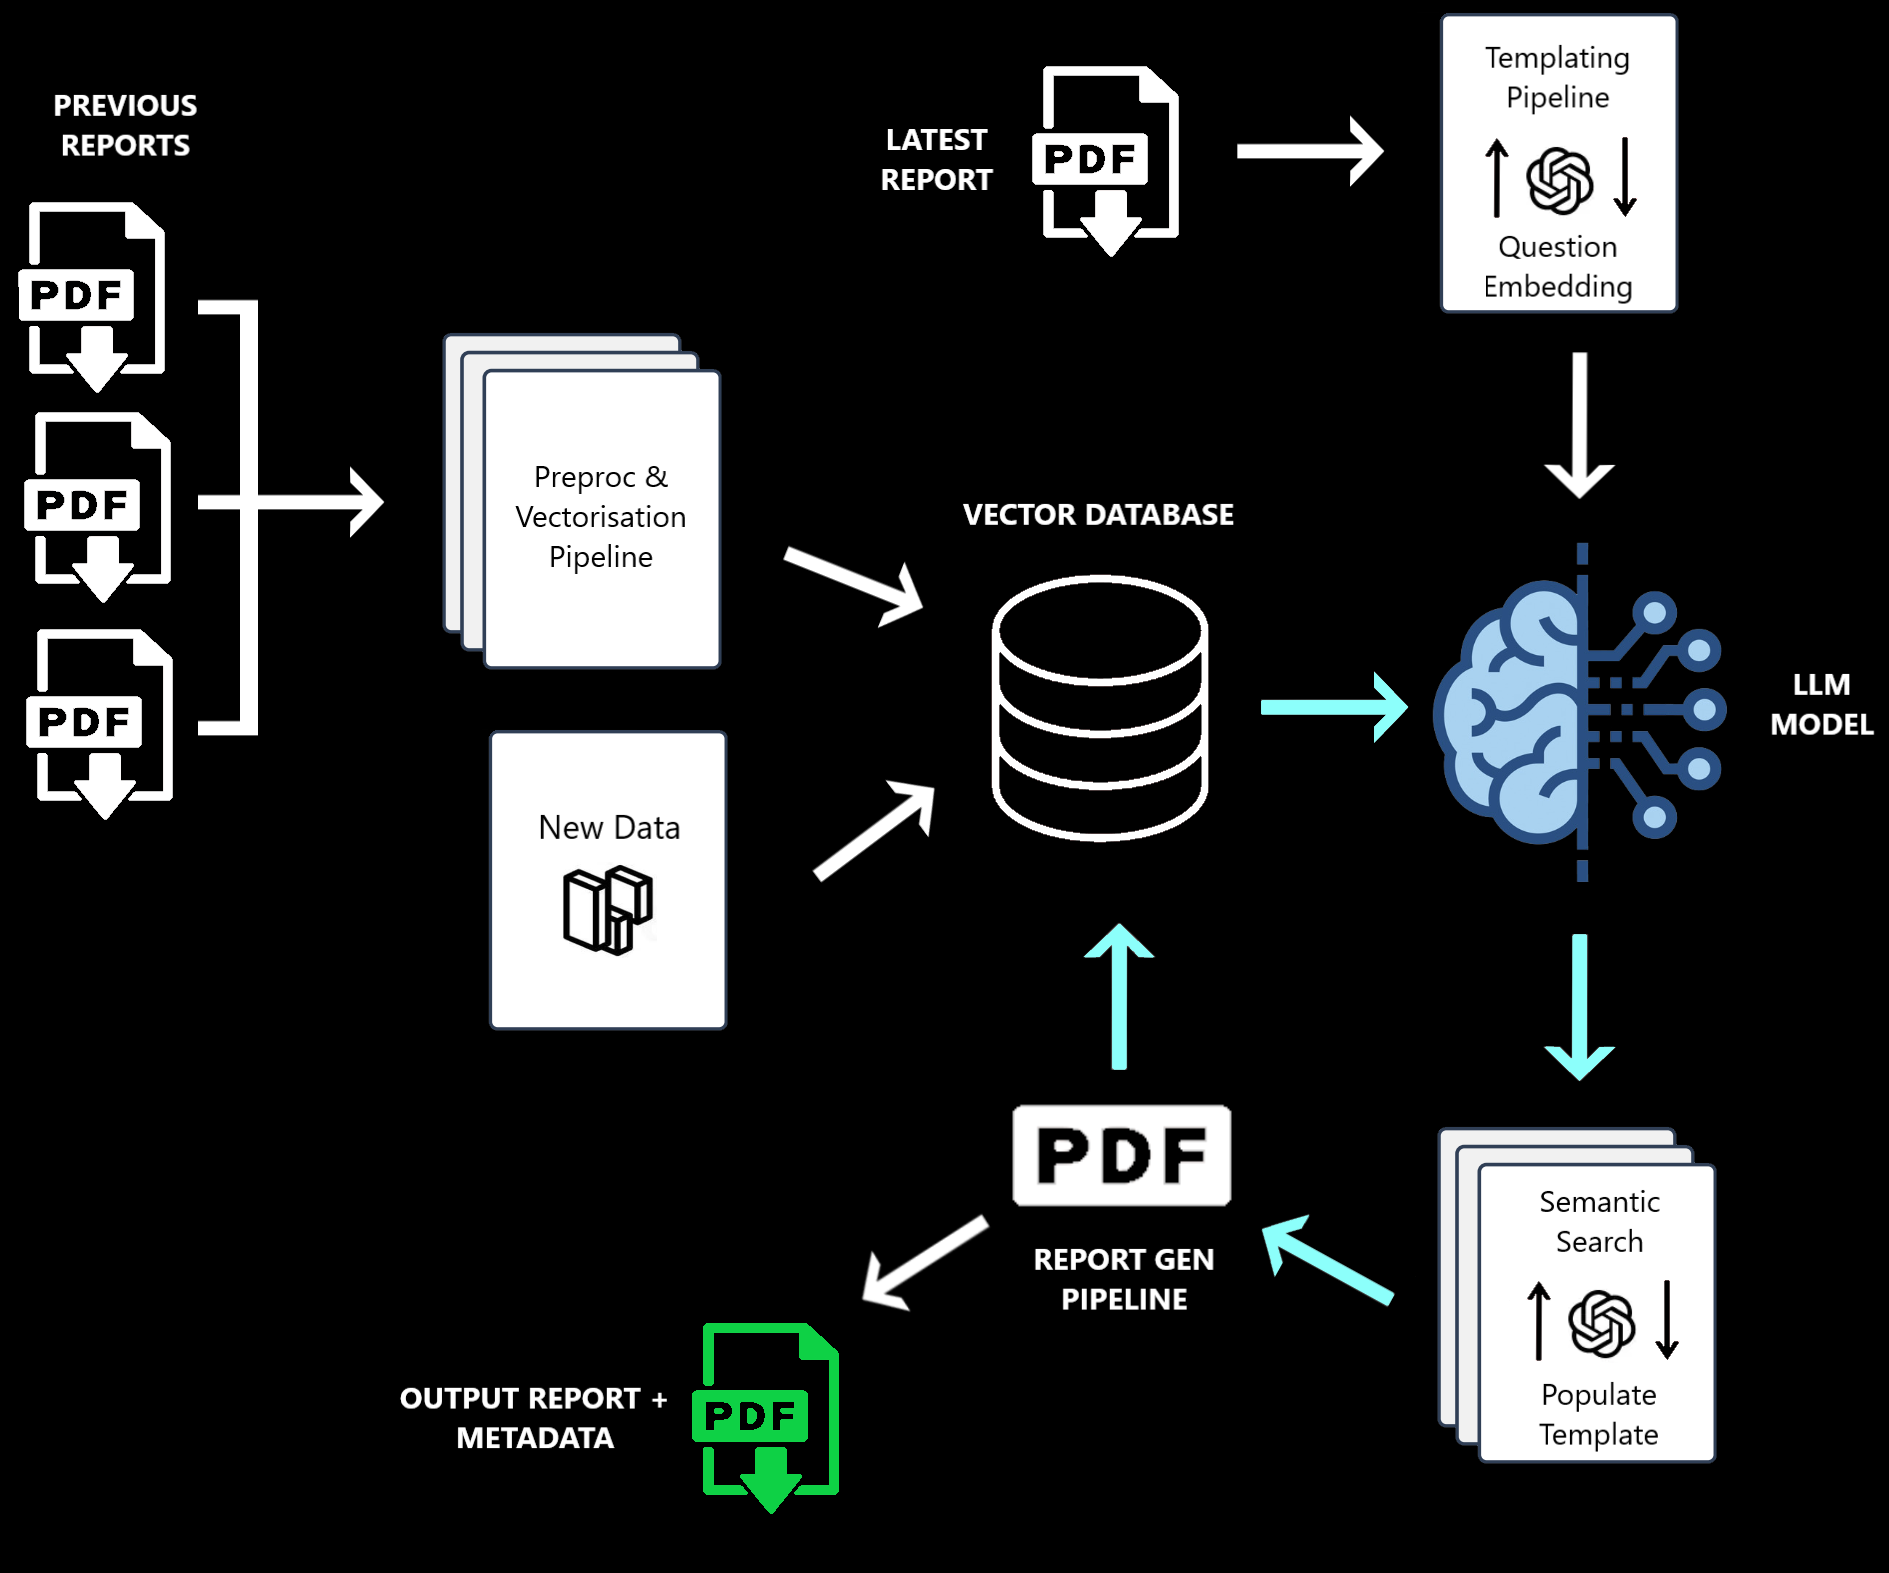 PREVIOUS
REPORTS
PDF
PDF
PDF
LATEST
REPORT
PDF
Templating
Pipeline
Question
Embedding
Preproc &
Vectorisation
Pipeline
New Data
VECTOR DATABASE
LLM
MODEL
PDF
REPORT GEN
PIPELINE
Semantic
Search
Populate
Template
OUTPUT REPORT +
METADATA
PDF